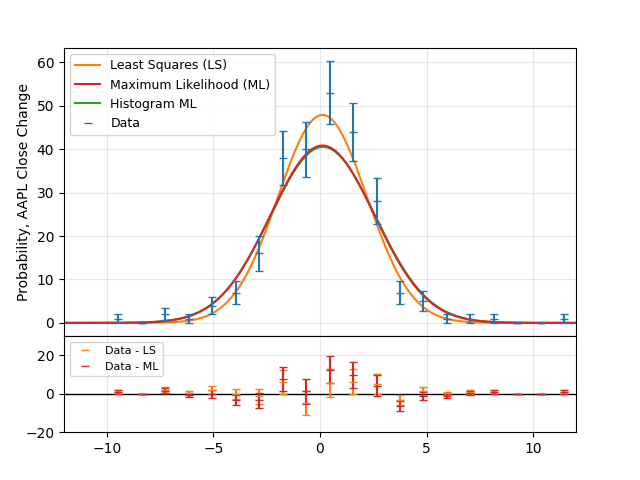 Probability, AAPL Close Change
60
50
40
30
20
10
0
Least Squares (LS)
Maximum Likelihood (ML)
Histogram ML
Data
20
0
−20
Data - LS
Data - ML
−10
−5
0
5
10